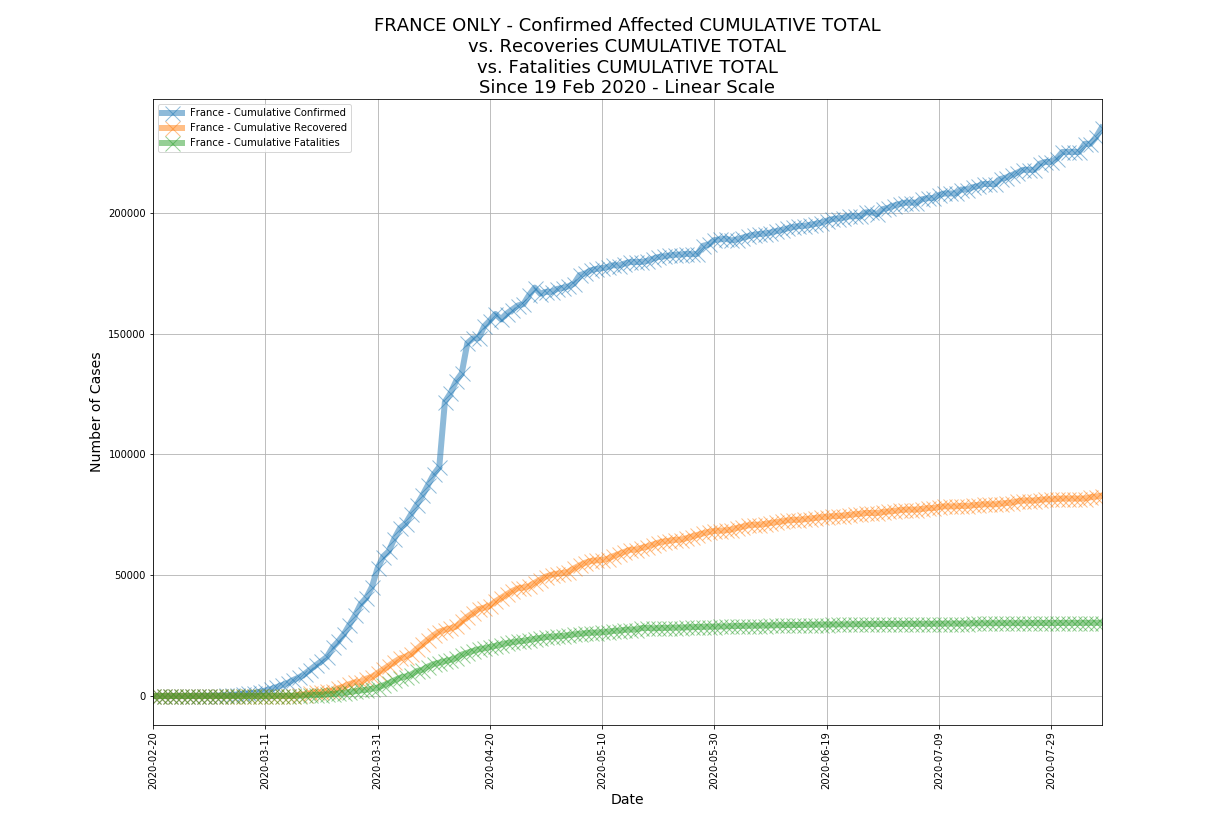 FRANCE ONLY - Confirmed Affected CUMULATIVE TOTAL
vs. Recoveries CUMULATIVE TOTAL
vs. Fatalities CUMULATIVE TOTAL
Since 19 Feb 2020 - Linear Scale
France - Cumulative Confirmed
France - Cumulative Recovered
France - Cumulative Fatalities
Number of Cases
200000
150000
100000
50000
0
2020-02-20
2020-03-11
2020-03-31
2020-04-20
2020-05-10
2020-05-30
2020-06-19
2020-07-09
2020-07-29
Date